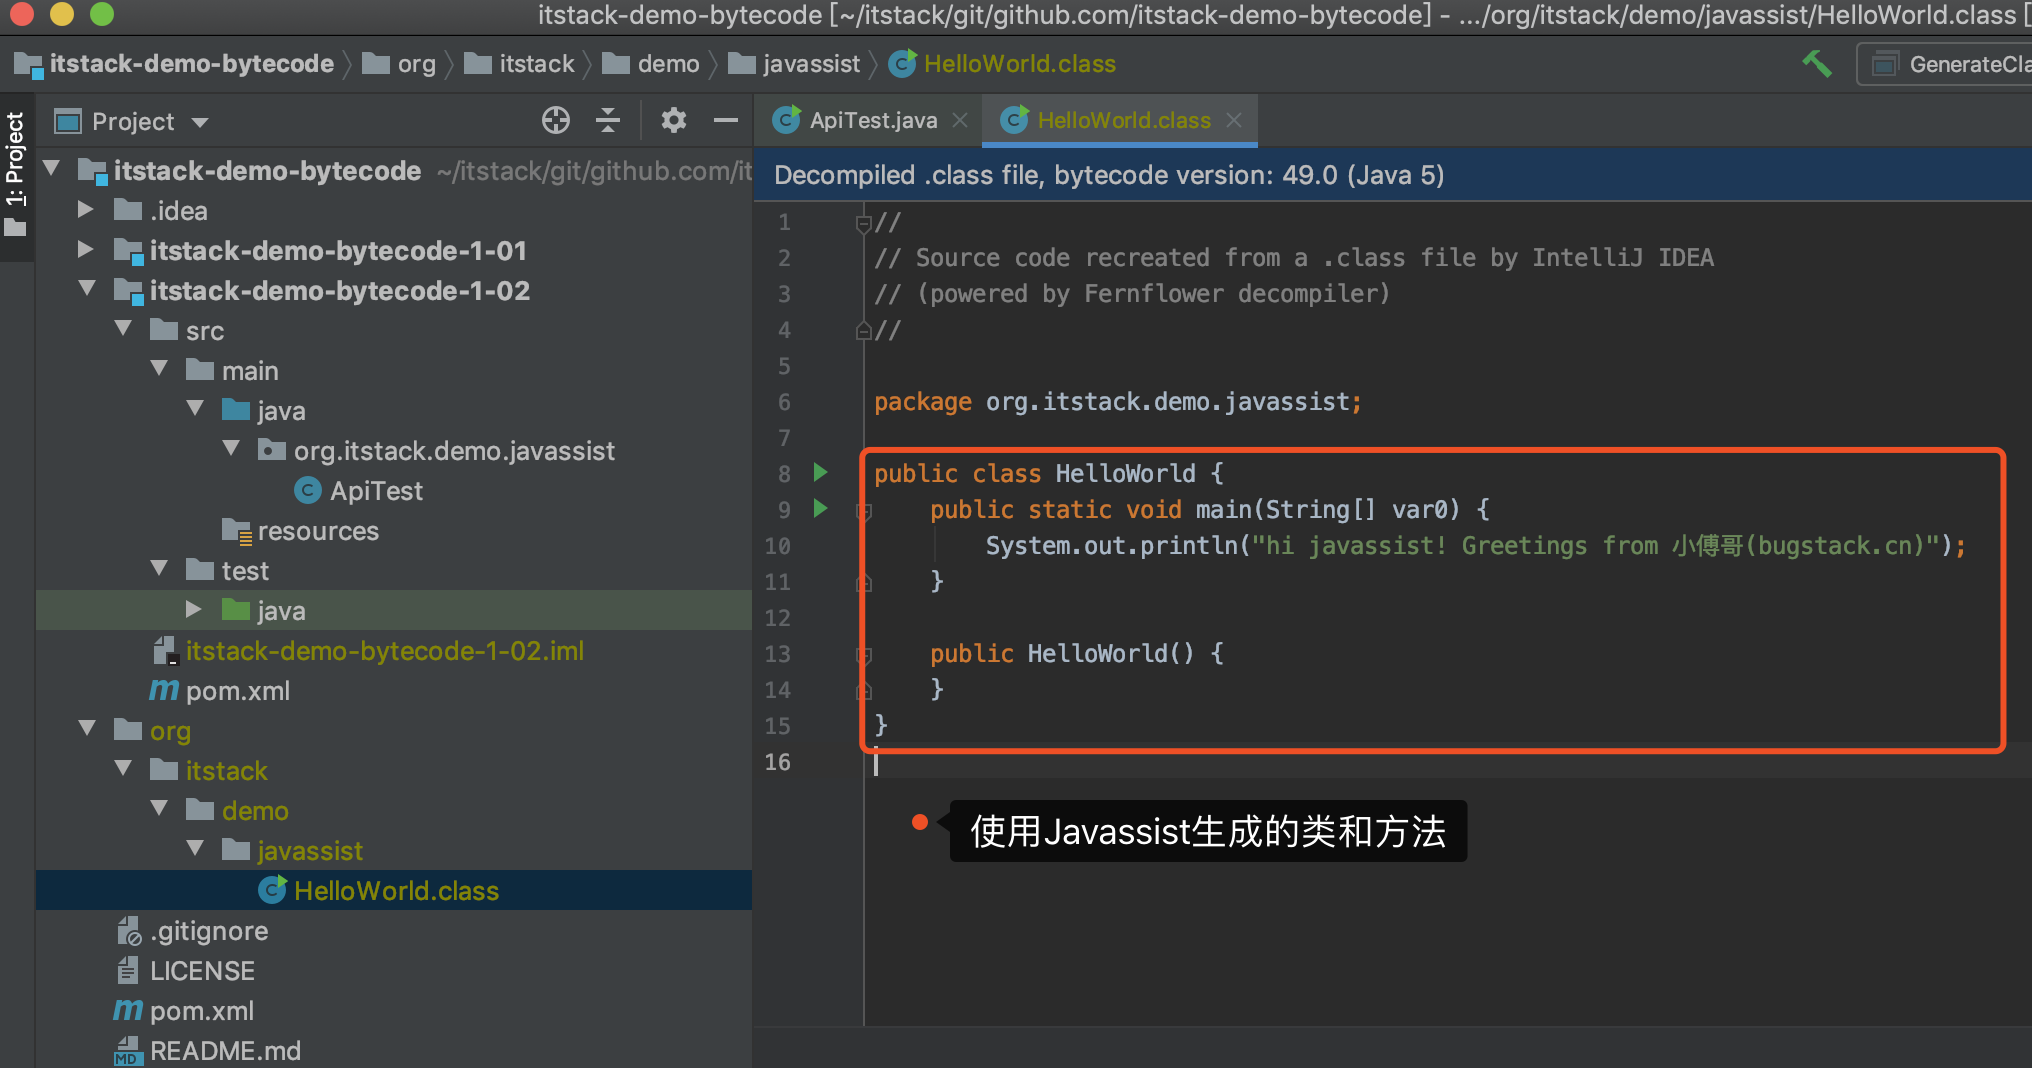 itstack-demo-bytecode [~/itstack/git/github.com/itstack-demo-bytecode] - .../org/itstack/demo/javassist/HelloWorld.class [
itstack-demo-bytecode org itstack demo javassist HelloWorld.class GenerateCla
1: Project
Project
ApiTest.java HelloWorld.class
itstack-demo-bytecode ~/itstack/git/github.com/it
.idea
itstack-demo-bytecode-1-01
itstack-demo-bytecode-1-02
src
main
java
org.itstack.demo.javassist
ApiTest
resources
test
java
itstack-demo-bytecode-1-02.iml
pom.xml
org
itstack
demo
javassist
HelloWorld.class
.gitignore
LICENSE
pom.xml
README.md
Decompiled .class file, bytecode version: 49.0 (Java 5)
1 //
2 // Source code recreated from a .class file by IntelliJ IDEA
3 // (powered by Fernflower decompiler)
4 //
5
6 package org.itstack.demo.javassist;
7
8 public class HelloWorld {
9 public static void main(String[] var0) {
10 System.out.println("hi javassist! Greetings from 小傅哥(bugstack.cn)");
11 }
12
13 public HelloWorld() {
14 }
15 }
16
使用Javassist生成的类和方法